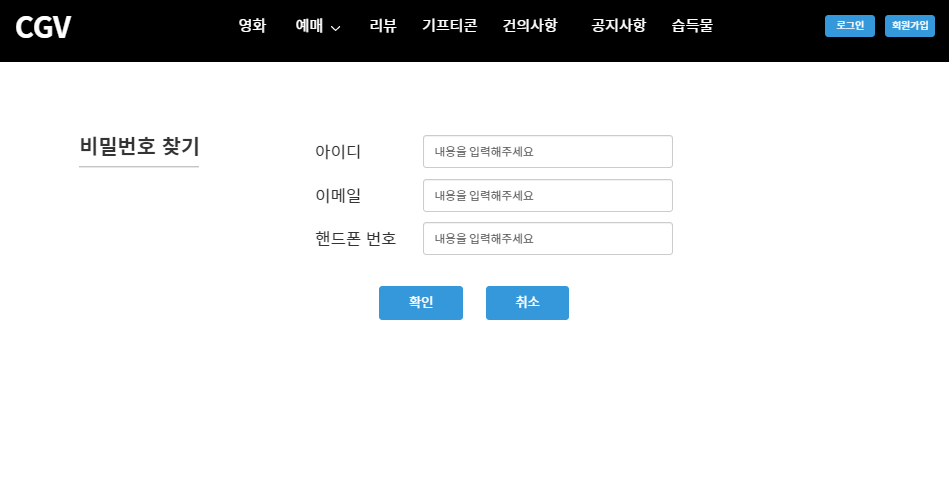 CGV 영화 예매 리뷰 기프티콘 건의사항 공지사항 습득물 로그인 회원가입
비밀번호 찾기
아이디 내용을 입력해주세요
이메일 내용을 입력해주세요
핸드폰 번호 내용을 입력해주세요
확인 취소